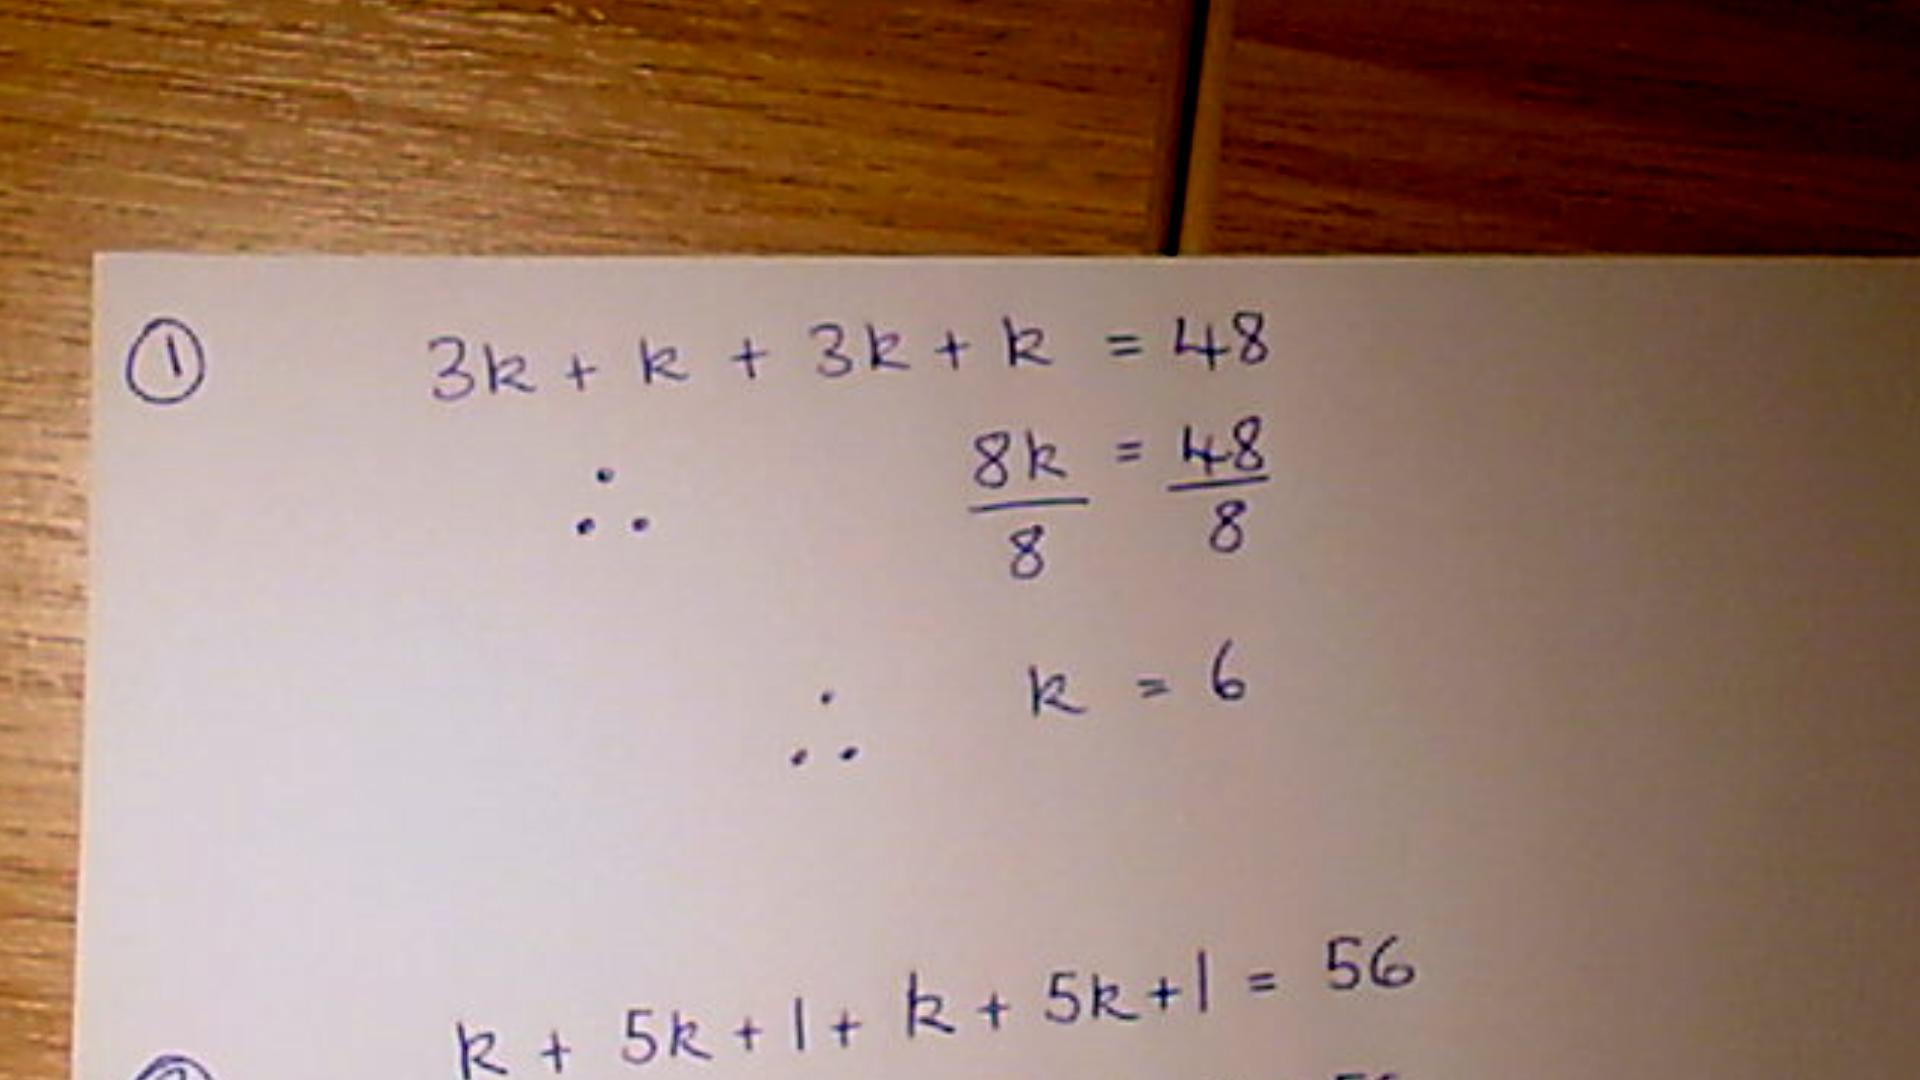 ① 3k + k + 3k + k = 48
∴ 8k/8 = 48/8
∴ k = 6
k + 5k + 1 + k + 5k + 1 = 56